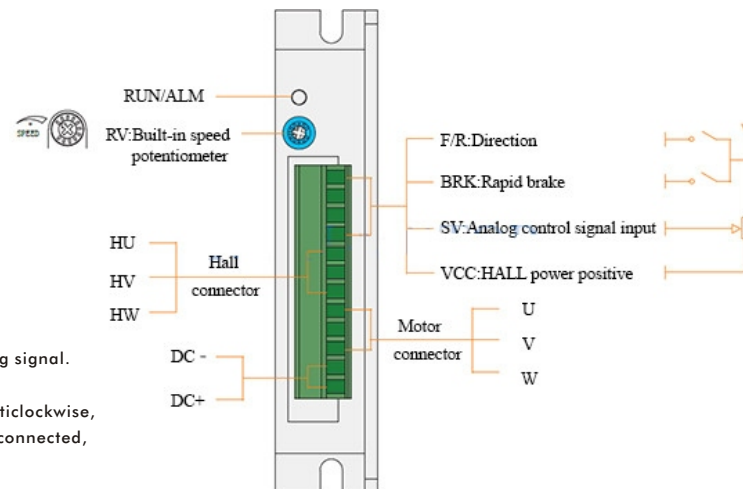 RUN/ALM
SPEED
RV:Built-in speed
potentiometer
F/R:Direction
BRK:Rapid brake
SV:Analog control signal input
VCC:HALL power positive
HU
HV
HW
Hall
connector
U
V
W
Motor
connector
DC -
DC+
g signal.
ticlockwise,
connected,